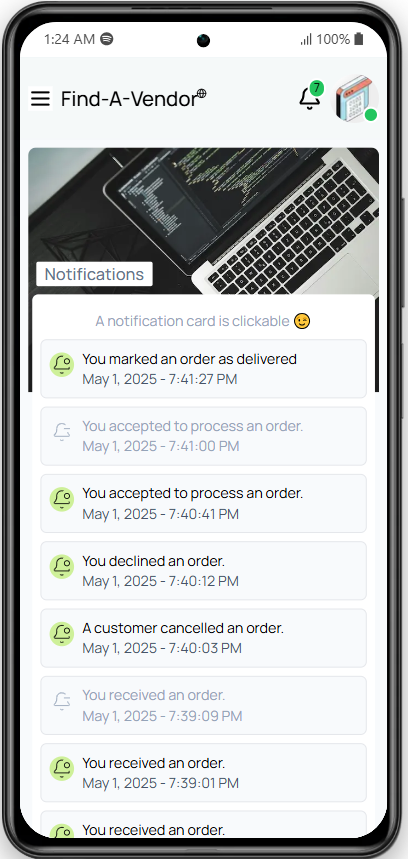 1:24 AM
100%
Find-A-Vendor
7
Notifications
A notification card is clickable 😉
You marked an order as delivered
May 1, 2025 - 7:41:27 PM
You accepted to process an order.
May 1, 2025 - 7:41:00 PM
You accepted to process an order.
May 1, 2025 - 7:40:41 PM
You declined an order.
May 1, 2025 - 7:40:12 PM
A customer cancelled an order.
May 1, 2025 - 7:40:03 PM
You received an order.
May 1, 2025 - 7:39:09 PM
You received an order.
May 1, 2025 - 7:39:01 PM
You received an order.